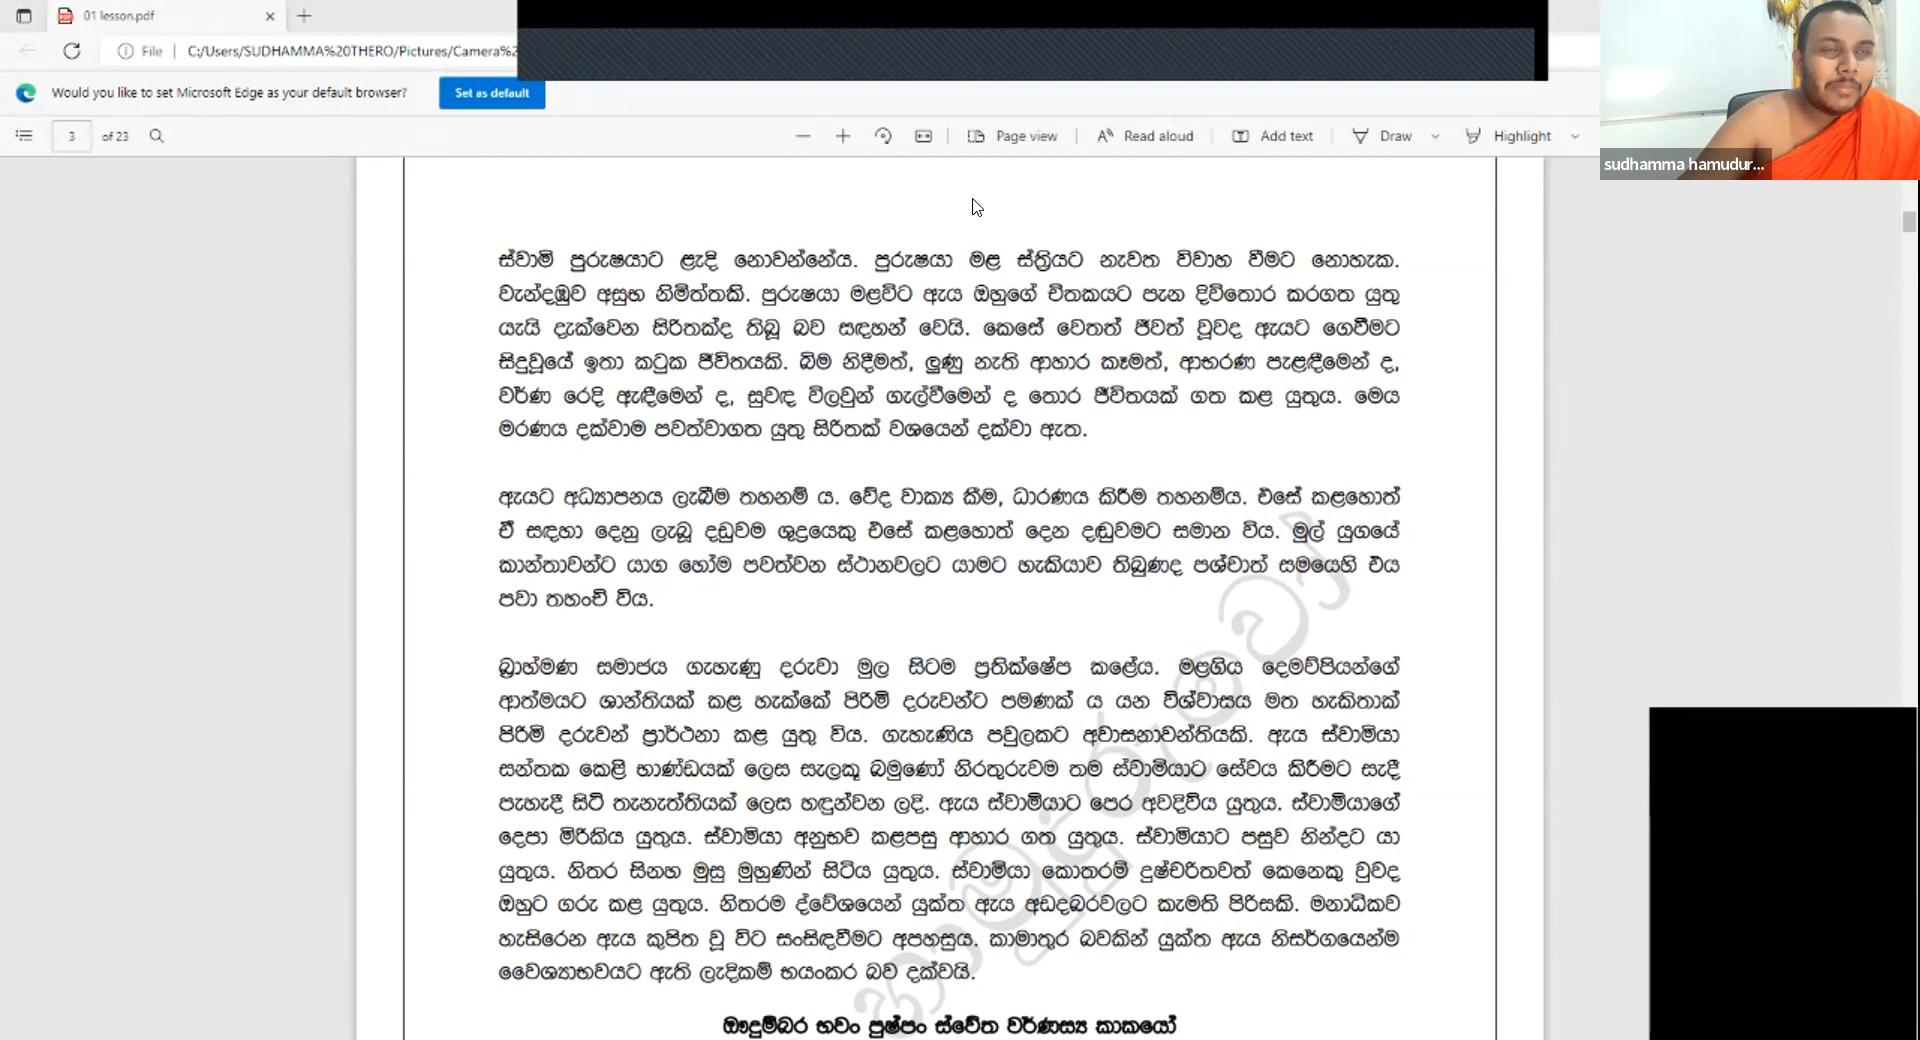 01 lesson.pdf
File
C:/Users/SUDHAMMA%20THERO/Pictures/Camera%2
Would you like to set Microsoft Edge as your default browser?
Set as default
3 of 23
Page view
Read aloud
Add text
Draw
Highlight
sudhamma hamudur...
ස්වාමි පුරුෂයාට ළැදි නොවන්නේය. පුරුෂයා මළ ස්ත්‍රියට නැවත විවාහ වීමට නොහැක.
වැන්දඹුව අසුභ නිමිත්තකි. පුරුෂයා මළවිට ඇය ඔහුගේ චිතකයට පැන දිවිතොර කරගත යුතු
යැයි දැක්වෙන සිරිතක්ද තිබූ බව සඳහන් වෙයි. කෙසේ වෙතත් ජීවත් වූවද ඇයට ගෙවීමට
සිදුවූයේ ඉතා කටුක ජීවිතයකි. බිම නිදීමත්, ලුණු නැති ආහාර කෑමත්, ආභරණ පැළඳීමෙන් ද,
වර්ණ රෙදි ඇඳීමෙන් ද, සුවඳ විලවුන් ගැල්වීමෙන් ද තොර ජීවිතයක් ගත කළ යුතුය. මෙය
මරණය දක්වාම පවත්වාගත යුතු සිරිතක් වශයෙන් දක්වා ඇත.
ඇයට අධ්‍යාපනය ලැබීම තහනම් ය. වේද වාක්‍ය කීම, ධාරණය කිරීම තහනම්ය. එසේ කළහොත්
ඒ සඳහා දෙනු ලැබූ දඩුවම ශුද්‍රයෙකු එසේ කළහොත් දෙන දඬුවමට සමාන විය. මුල් යුගයේ
කාන්තාවන්ට යාග හෝම පවත්වන ස්ථානවලට යාමට හැකියාව තිබුණද පශ්චාත් සමයෙහි එය
පවා තහංචි විය.
බ්‍රාහ්මණ සමාජය ගැහැණු දරුවා මුල සිටම ප්‍රතික්ෂේප කළේය. මළගිය දෙමව්පියන්ගේ
ආත්මයට ශාන්තියක් කළ හැක්කේ පිරිමි දරුවන්ට පමණක් ය යන විශ්වාසය මත හැකිතාක්
පිරිමි දරුවන් ප්‍රාර්ථනා කළ යුතු විය. ගැහැණිය පවුලකට අවාසනාවන්තියකි. ඇය ස්වාමියා
සන්තක කෙළි භාණ්ඩයක් ලෙස සැලකූ බමුණෝ නිරතුරුවම තම ස්වාමියාට සේවය කිරීමට සැදී
පැහැදී සිටි තැනැත්තියක් ලෙස හඳුන්වන ලදි. ඇය ස්වාමියාට පෙර අවදිවිය යුතුය. ස්වාමියාගේ
දෙපා මිරිකිය යුතුය. ස්වාමියා අනුභව කළපසු ආහාර ගත යුතුය. ස්වාමියාට පසුව නින්දට යා
යුතුය. නිතර සිනහ මුසු මුහුණින් සිටිය යුතුය. ස්වාමියා කොතරම් දුෂ්චරිතවත් කෙනෙකු වුවද
ඔහුට ගරු කළ යුතුය. නිතරම ද්වේශයෙන් යුක්ත ඇය අඩදබරවලට කැමති පිරිසකි. මනාධිකව
හැසිරෙන ඇය කුපිත වූ විට සංසිඳවීමට අපහසුය. කාමාතුර බවකින් යුක්ත ඇය නිසර්ගයෙන්ම
වෛශ්‍යාභවයට ඇති ලැදිකම් භයංකර බව දක්වයි.
ඖදුම්බර භවං පුෂ්පං ස්වේත වර්ණස්‍ය කාකයෝ
හාමුදුරුවෝ